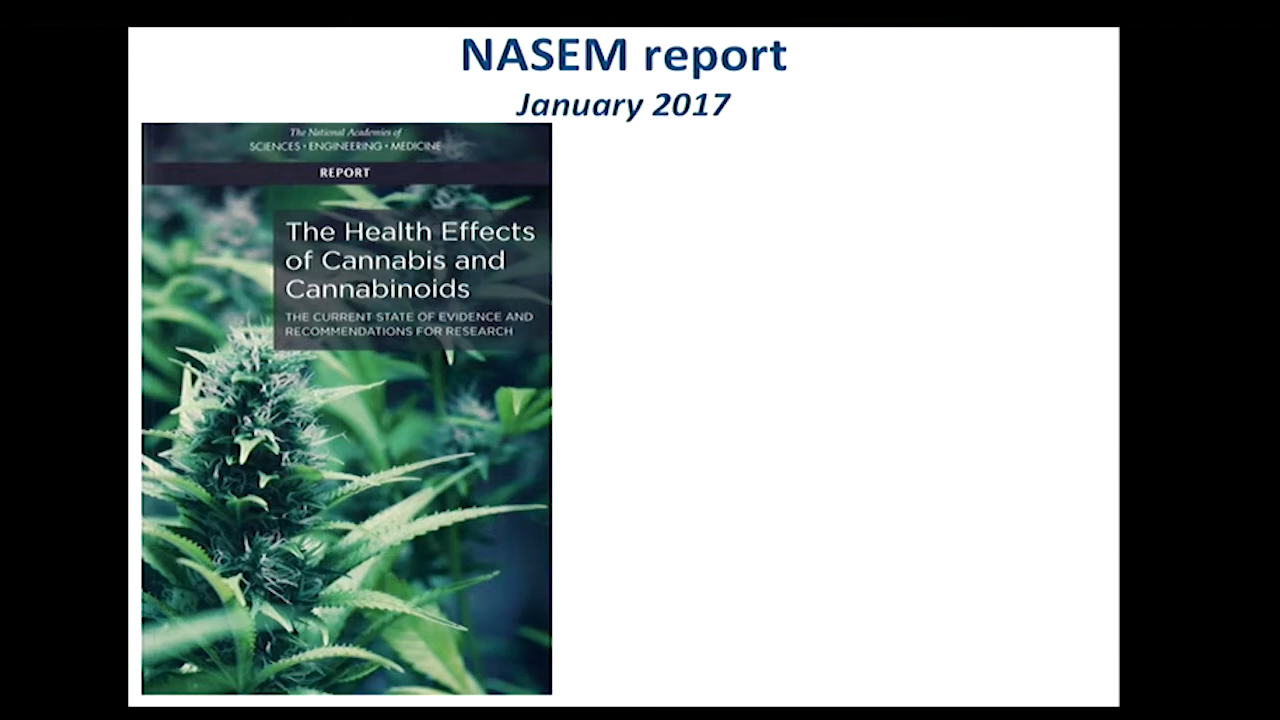 NASEM report
January 2017
The National Academies of
SCIENCES • ENGINEERING • MEDICINE
REPORT
The Health Effects
of Cannabis and
Cannabinoids
THE CURRENT STATE OF EVIDENCE AND
RECOMMENDATIONS FOR RESEARCH